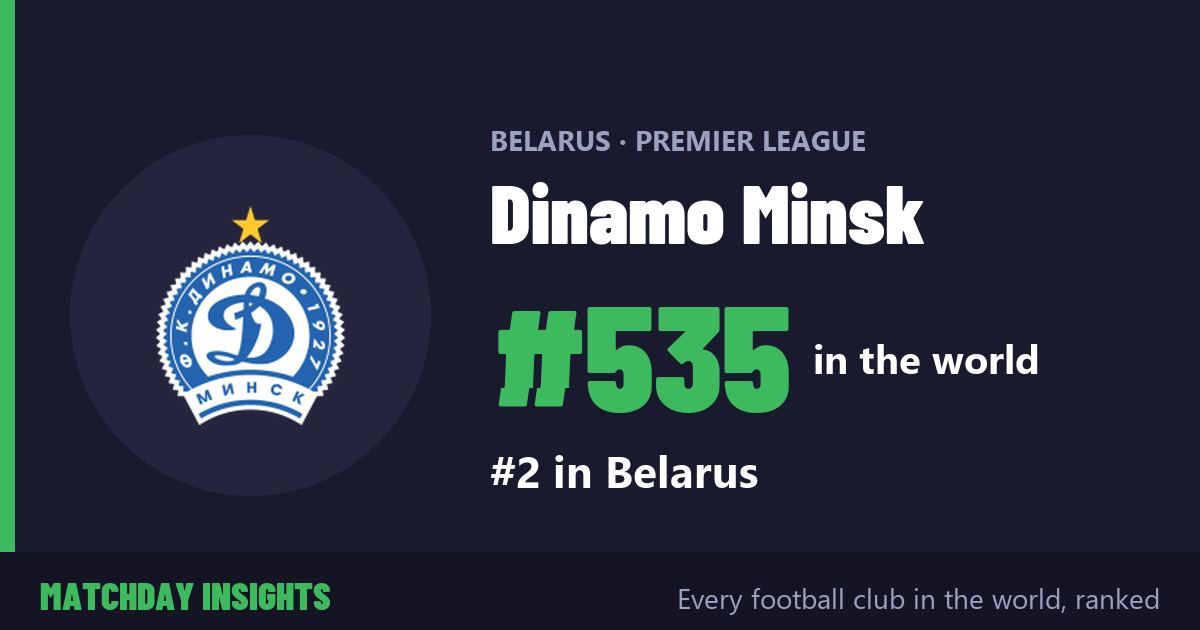 BELARUS · PREMIER LEAGUE
Dinamo Minsk
#535 in the world
#2 in Belarus
Ф.К. ДИНАМО · 1927
МИНСК
MATCHDAY INSIGHTS
Every football club in the world, ranked